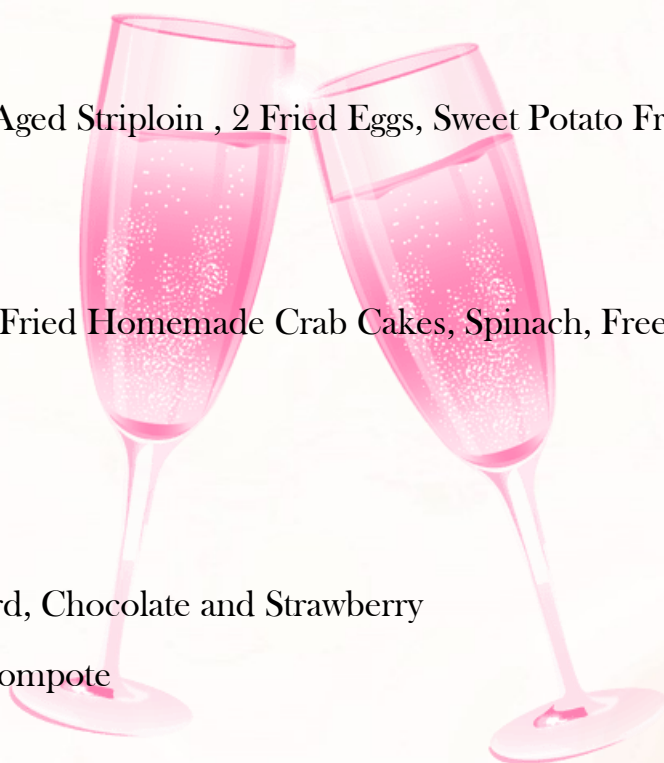 Aged Striploin , 2 Fried Eggs, Sweet Potato Fr
Fried Homemade Crab Cakes, Spinach, Free
rd, Chocolate and Strawberry
ompote